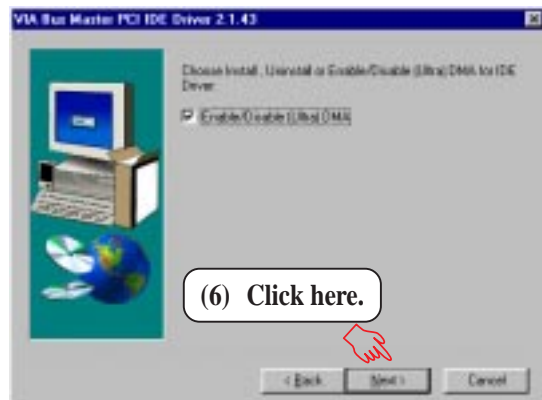 VIA Bus Master PCI IDE Driver 2.1.43
Choose Install, Uninstall or Enable/Disable (Ultra) DMA for IDE
Driver.
Enable/Disable (Ultra) DMA
(6) Click here.
< Back
Next >
Cancel